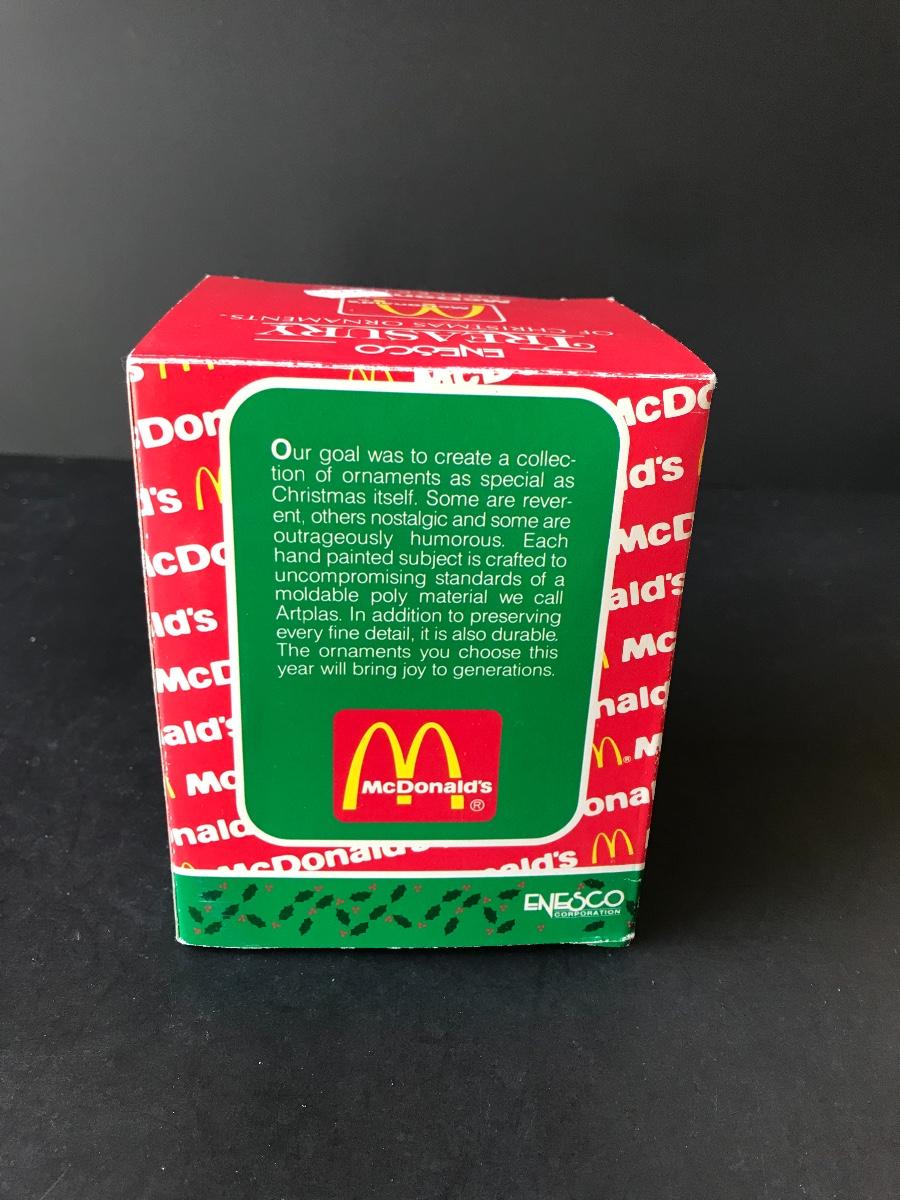 McDonald's
OF CHRISTMAS ORNAMENTS
TREASURY
ENESCO
Our goal was to create a collec-
tion of ornaments as special as
Christmas itself. Some are rever-
ent, others nostalgic and some are
outrageously humorous. Each
hand painted subject is crafted to
uncompromising standards of a
moldable poly material we call
Artplas. In addition to preserving
every fine detail, it is also durable.
The ornaments you choose this
year will bring joy to generations.
McDonald's
®
McDonald's
ENESCO
CORPORATION